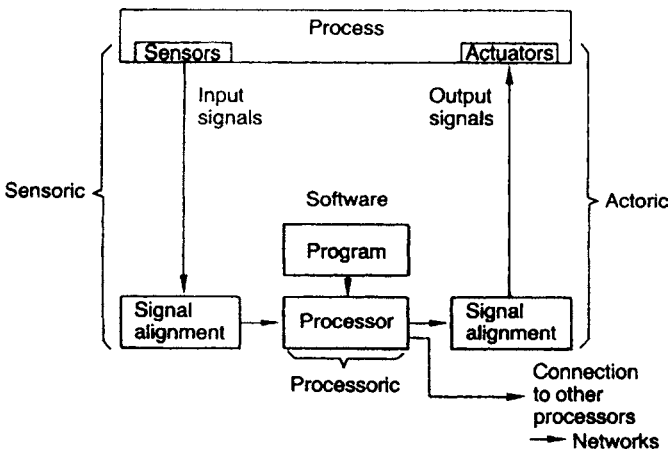 Process
Sensors
Actuators
Input
signals
Output
signals
Sensoric
Actoric
Software
Program
Signal
alignment
Processor
Signal
alignment
Processoric
Connection
to other
processors
Networks